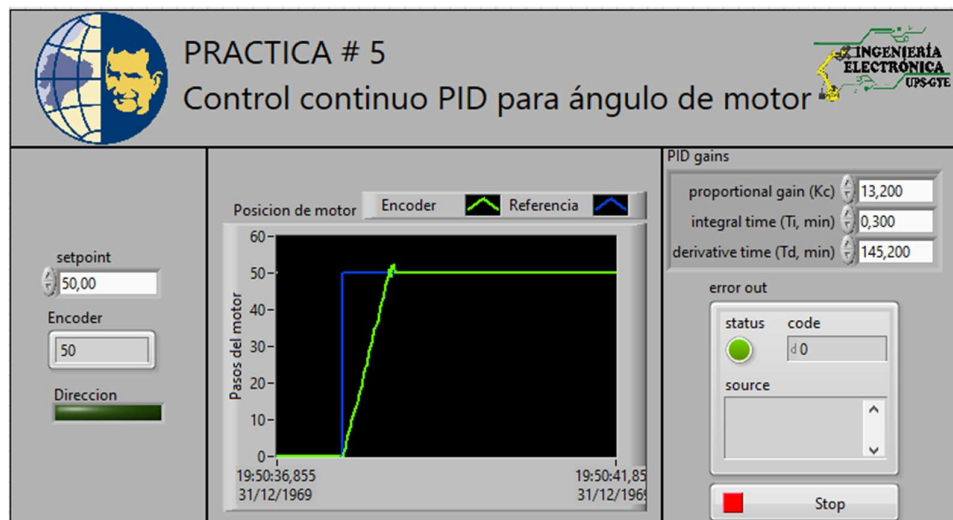 PRACTICA # 5
Control continuo PID para ángulo de motor
INGENIERÍA
ELECTRÓNICA
UPS-GYE
setpoint
50,00
Encoder
50
Direccion
Posicion de motor
Encoder
Referencia
Pasos del motor
60
50
40
30
20
10
0
19:50:36,855
31/12/1969
19:50:41,85
31/12/196
PID gains
proportional gain (Kc) 13,200
integral time (Ti, min) 0,300
derivative time (Td, min) 145,200
error out
status code
d 0
source
Stop